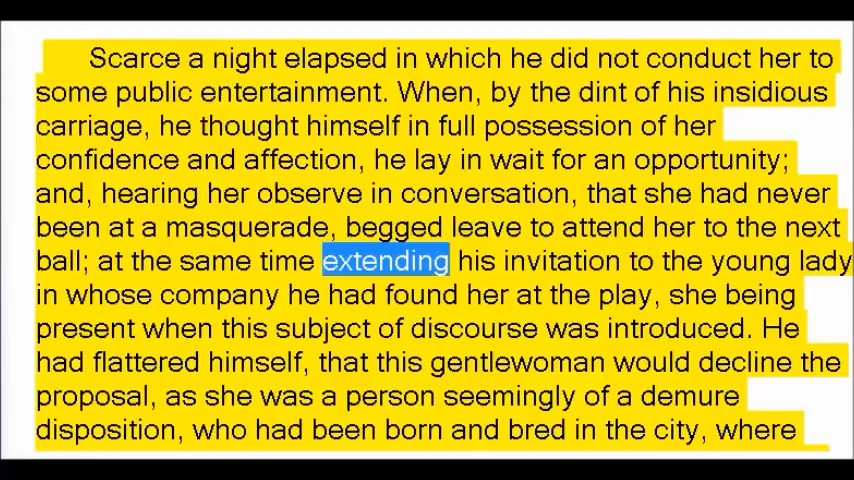 Scarce a night elapsed in which he did not conduct her to
some public entertainment. When, by the dint of his insidious
carriage, he thought himself in full possession of her
confidence and affection, he lay in wait for an opportunity;
and, hearing her observe in conversation, that she had never
been at a masquerade, begged leave to attend her to the next
ball; at the same time extending his invitation to the young lady
in whose company he had found her at the play, she being
present when this subject of discourse was introduced. He
had flattered himself, that this gentlewoman would decline the
proposal, as she was a person seemingly of a demure
disposition, who had been born and bred in the city, where